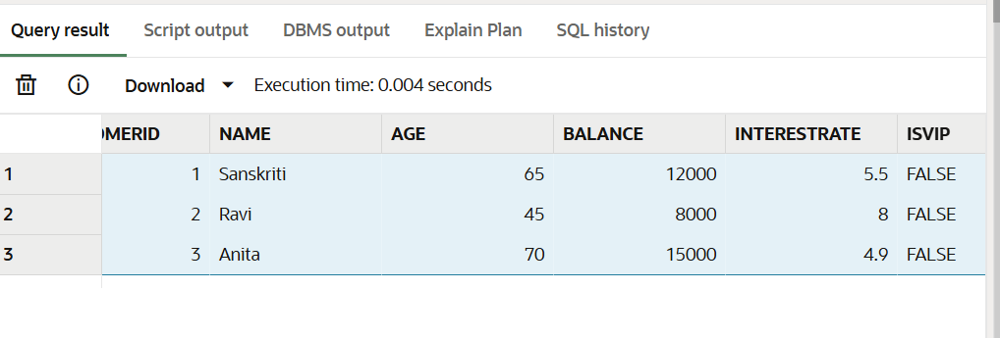 Query result Script output DBMS output Explain Plan SQL history
Download Execution time: 0.004 seconds
OMERID NAME AGE BALANCE INTERESTRATE ISVIP
1 1 Sanskriti 65 12000 5.5 FALSE
2 2 Ravi 45 8000 8 FALSE
3 3 Anita 70 15000 4.9 FALSE